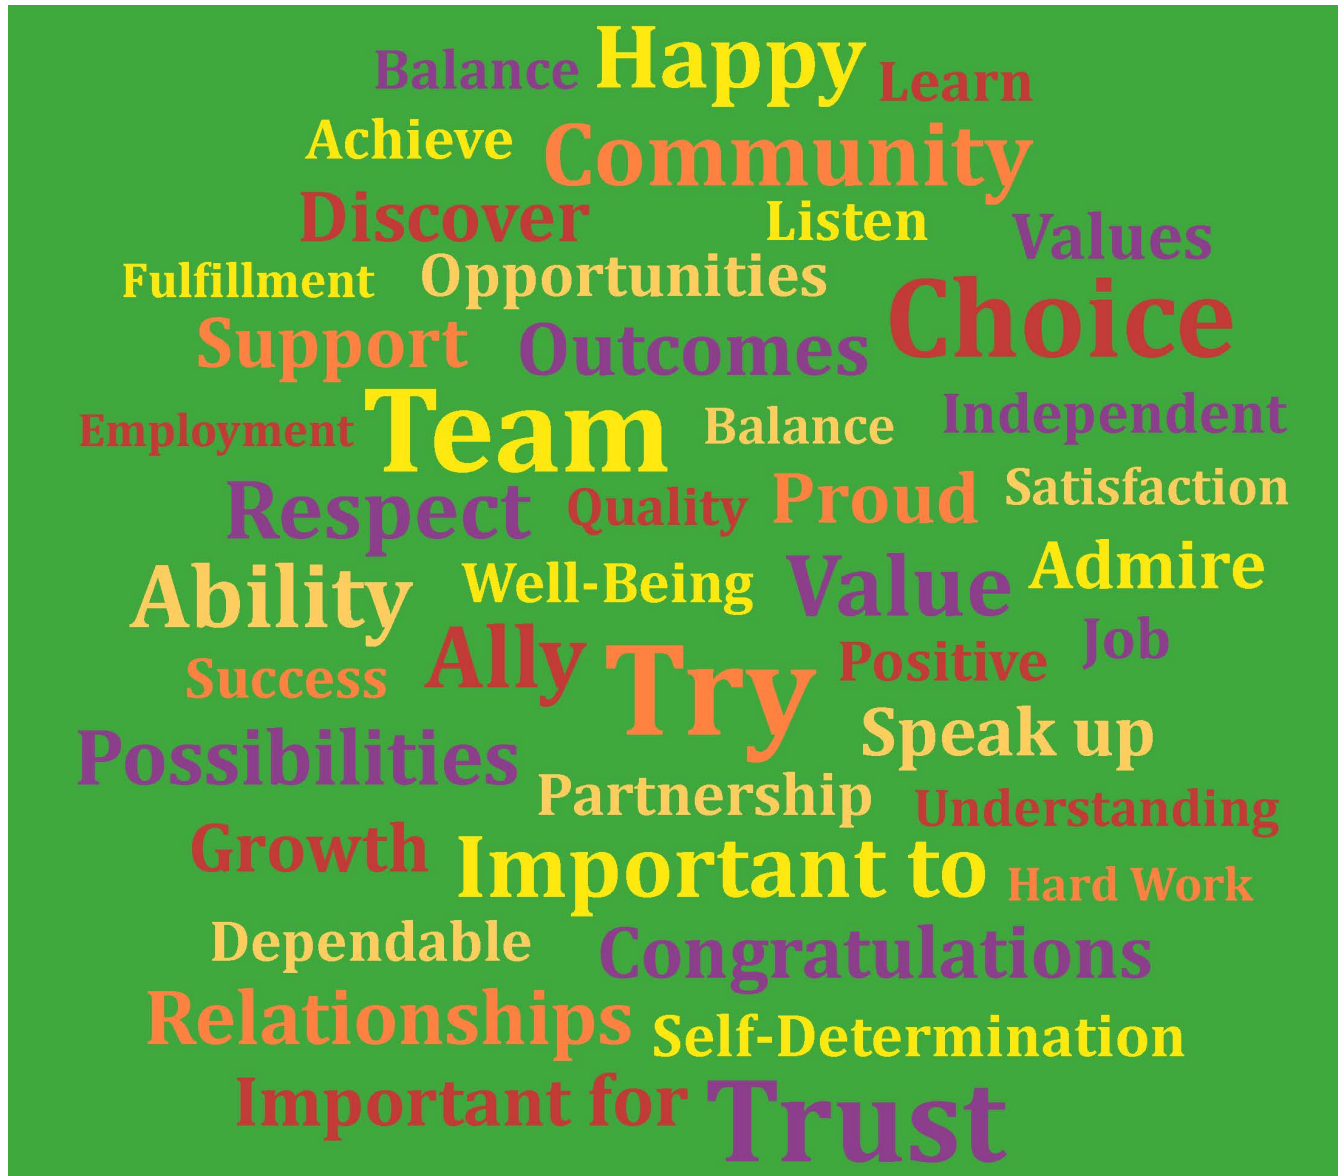 Balance Happy Learn
Achieve Community
Discover Listen Values
Fulfillment Opportunities Choice
Support Outcomes
Employment Team Balance Independent
Respect Quality Proud Satisfaction
Ability Well-Being Value Admire
Success Ally Try Positive Job
Possibilities Speak up
Partnership Understanding
Growth Important to Hard Work
Dependable Congratulations
Relationships Self-Determination
Important for Trust